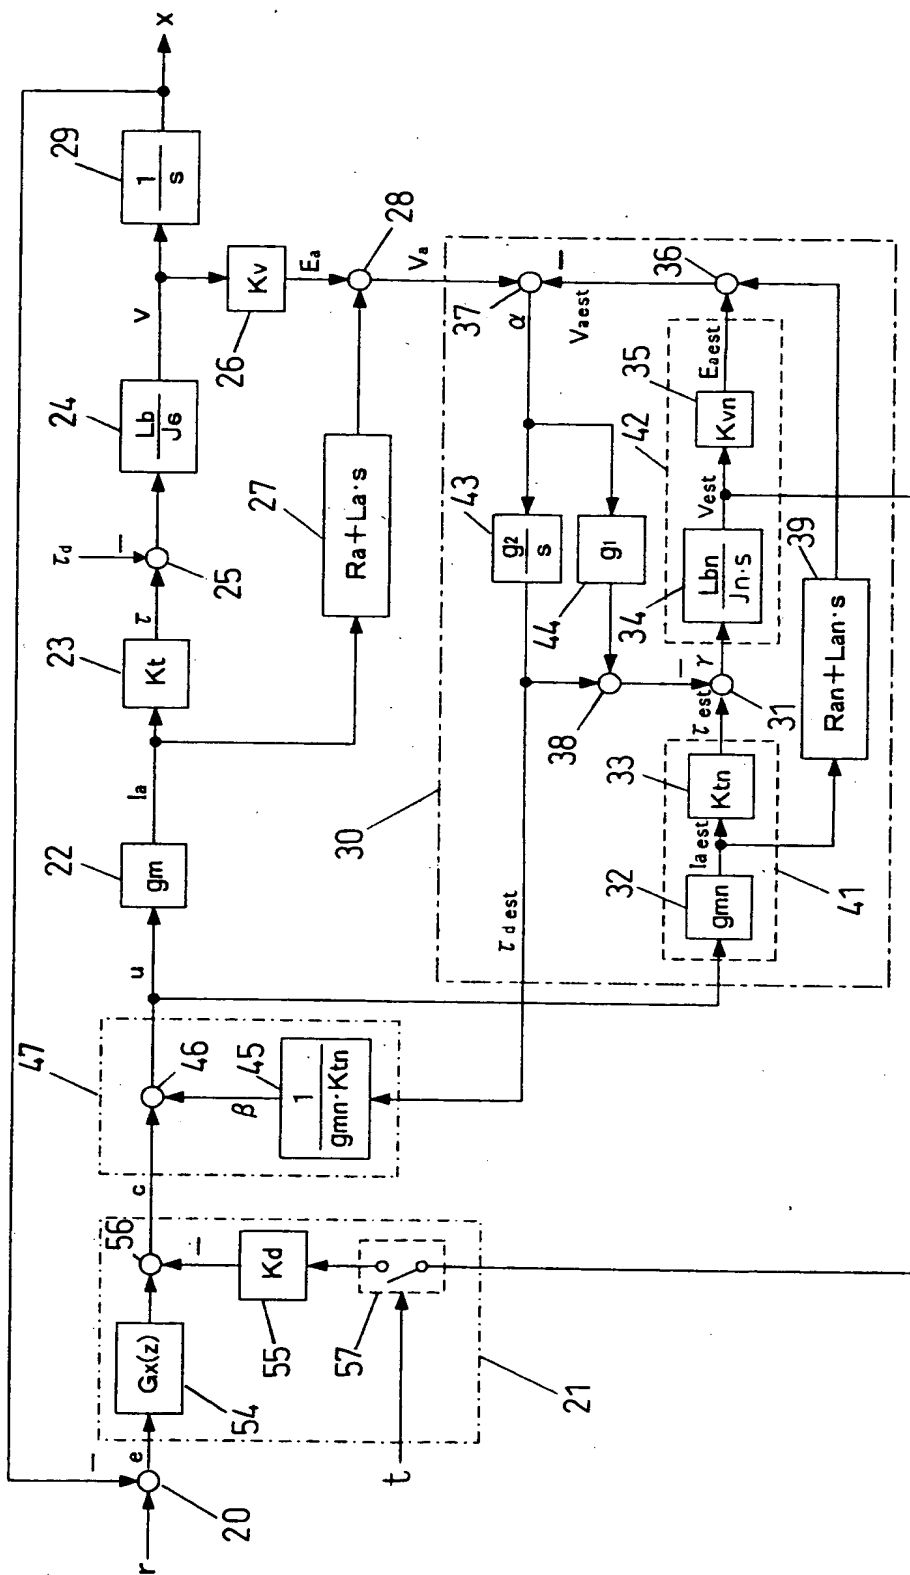 r
20
−
e
Gx(z)
54
56
−
Kd
55
57
t
21
c
47
46
β
45
1
gmn·Ktn
u
22
gm
Ia
23
Kt
τ
τd
−
25
24
Lb
Js
V
29
1
s
x
26
Kv
Ea
28
Va
27
Ra+La·s
30
τdest
43
g2
s
44
g1
38
37
α
−
Vaest
36
41
32
gmn
Iaest
33
Ktn
τest
−
31
γ
34
Lbn
Jn·s
42
Vest
35
Kvn
Eaest
39
Ran+Lan·s